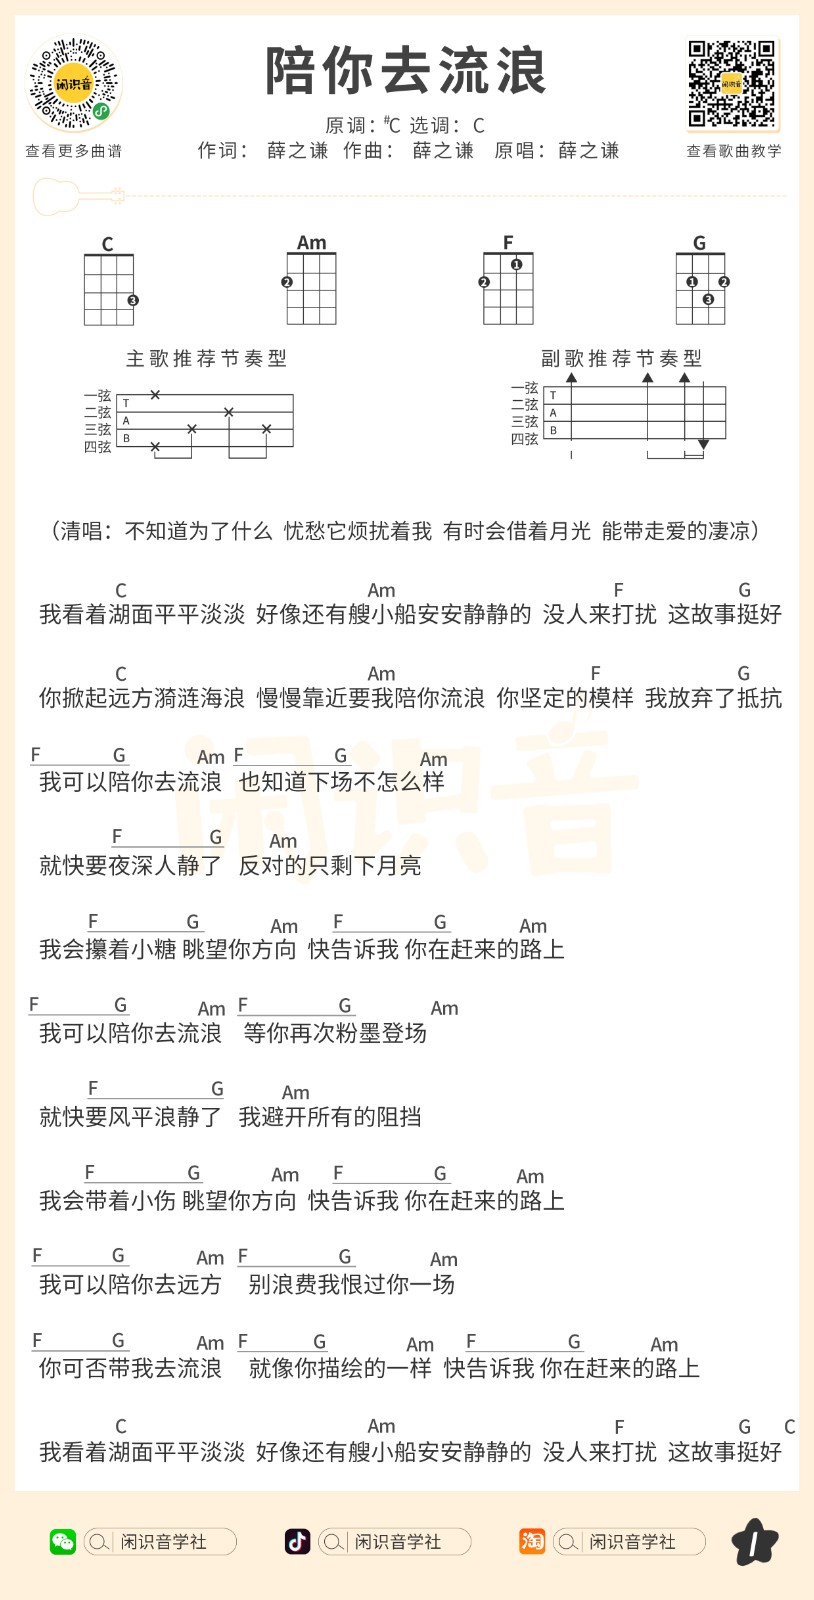 陪你去流浪
原调：#C 选调：C
作词： 薛之谦 作曲： 薛之谦 原唱：薛之谦
闲识音
查看更多曲谱
闲识音
查看歌曲教学
C Am F G
3 2 2 1 1 2 3
主歌推荐节奏型 副歌推荐节奏型
一弦 T 一弦 T
二弦 A 二弦 A
三弦 B 三弦 B
四弦 四弦
（清唱：不知道为了什么 忧愁它烦扰着我 有时会借着月光 能带走爱的凄凉）
C Am F G
我看着湖面平平淡淡 好像还有艘小船安安静静的 没人来打扰 这故事挺好
C Am F G
你掀起远方漪涟海浪 慢慢靠近要我陪你流浪 你坚定的模样 我放弃了抵抗
F G Am F G Am
我可以陪你去流浪 也知道下场不怎么样
F G Am
就快要夜深人静了 反对的只剩下月亮
F G Am F G Am
我会攥着小糖 眺望你方向 快告诉我 你在赶来的路上
F G Am F G Am
我可以陪你去流浪 等你再次粉墨登场
F G Am
就快要风平浪静了 我避开所有的阻挡
F G Am F G Am
我会带着小伤 眺望你方向 快告诉我 你在赶来的路上
F G Am F G Am
我可以陪你去远方 别浪费我恨过你一场
F G Am F G Am F G Am
你可否带我去流浪 就像你描绘的一样 快告诉我 你在赶来的路上
C Am F G C
我看着湖面平平淡淡 好像还有艘小船安安静静的 没人来打扰 这故事挺好
闲识音
闲识音学社 闲识音学社 淘 闲识音学社 1